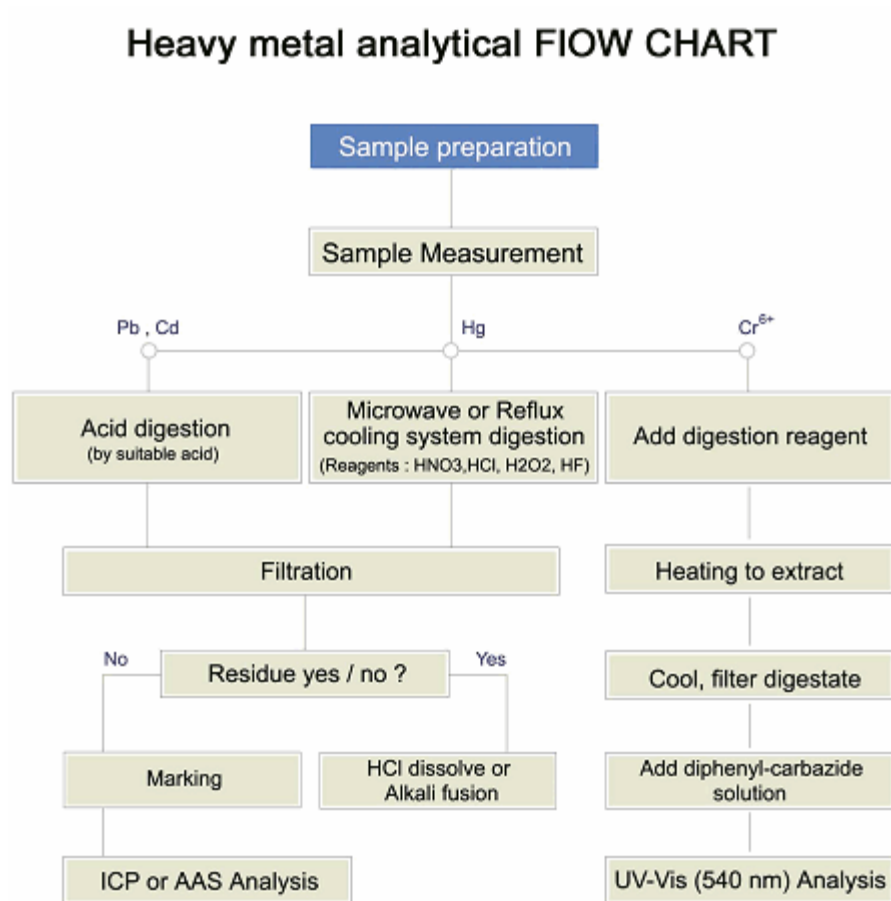 Heavy metal analytical FIOW CHART
Sample preparation
Sample Measurement
Pb , Cd
Hg
Cr6+
Acid digestion
(by suitable acid)
Microwave or Reflux
cooling system digestion
(Reagents : HNO3,HCl, H2O2, HF)
Add digestion reagent
Filtration
Heating to extract
No
Residue yes / no ?
Yes
Cool, filter digestate
Marking
HCl dissolve or
Alkali fusion
Add diphenyl-carbazide
solution
ICP or AAS Analysis
UV-Vis (540 nm) Analysis